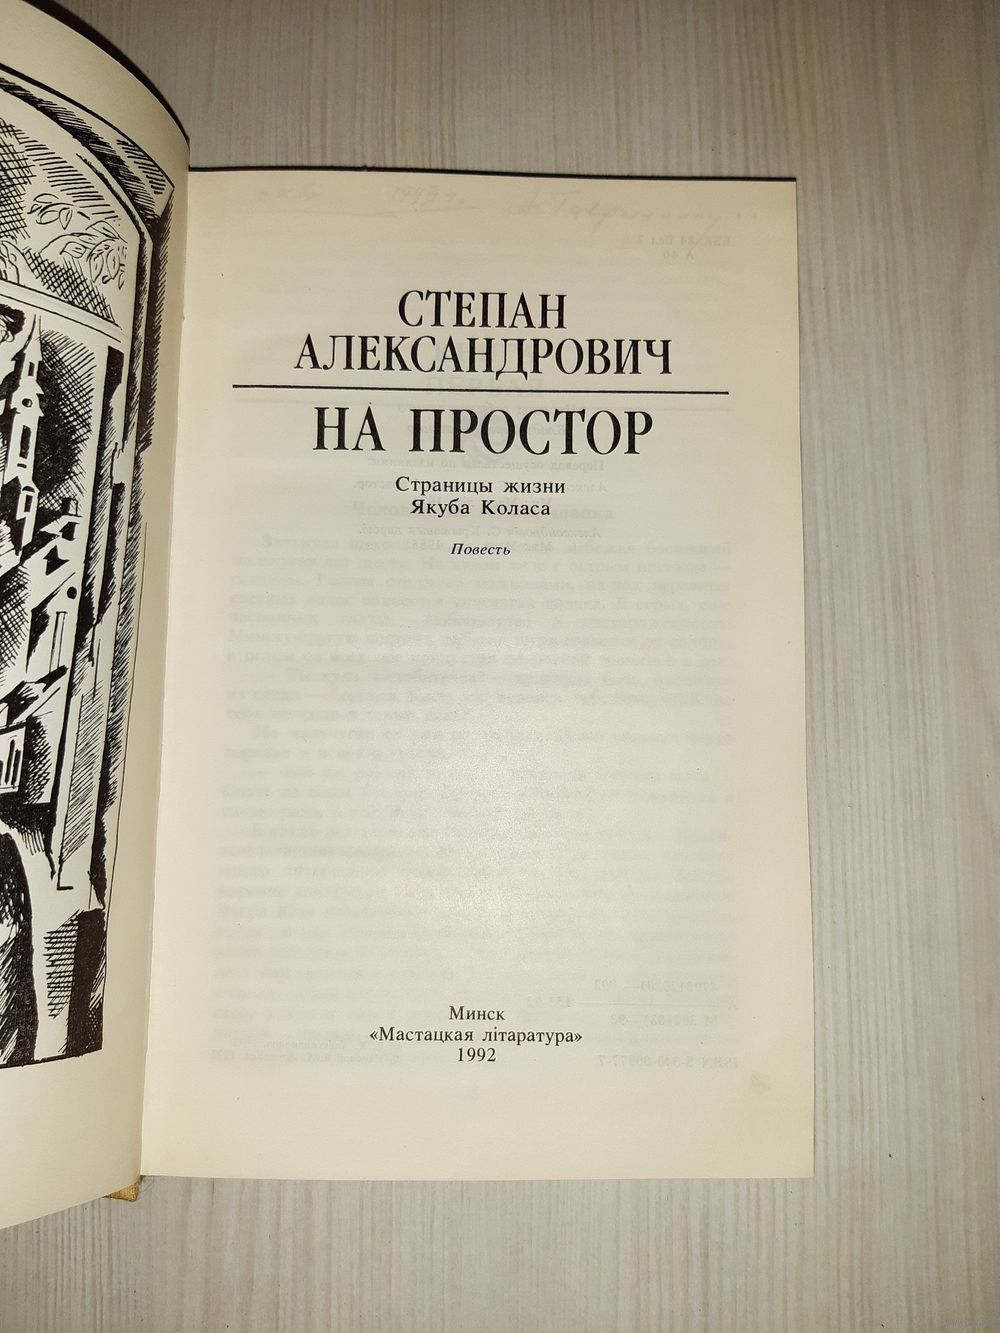 СТЕПАН
АЛЕКСАНДРОВИЧ
НА ПРОСТОР
Страницы жизни
Якуба Коласа
Повесть
Минск
«Мастацкая літаратура»
1992